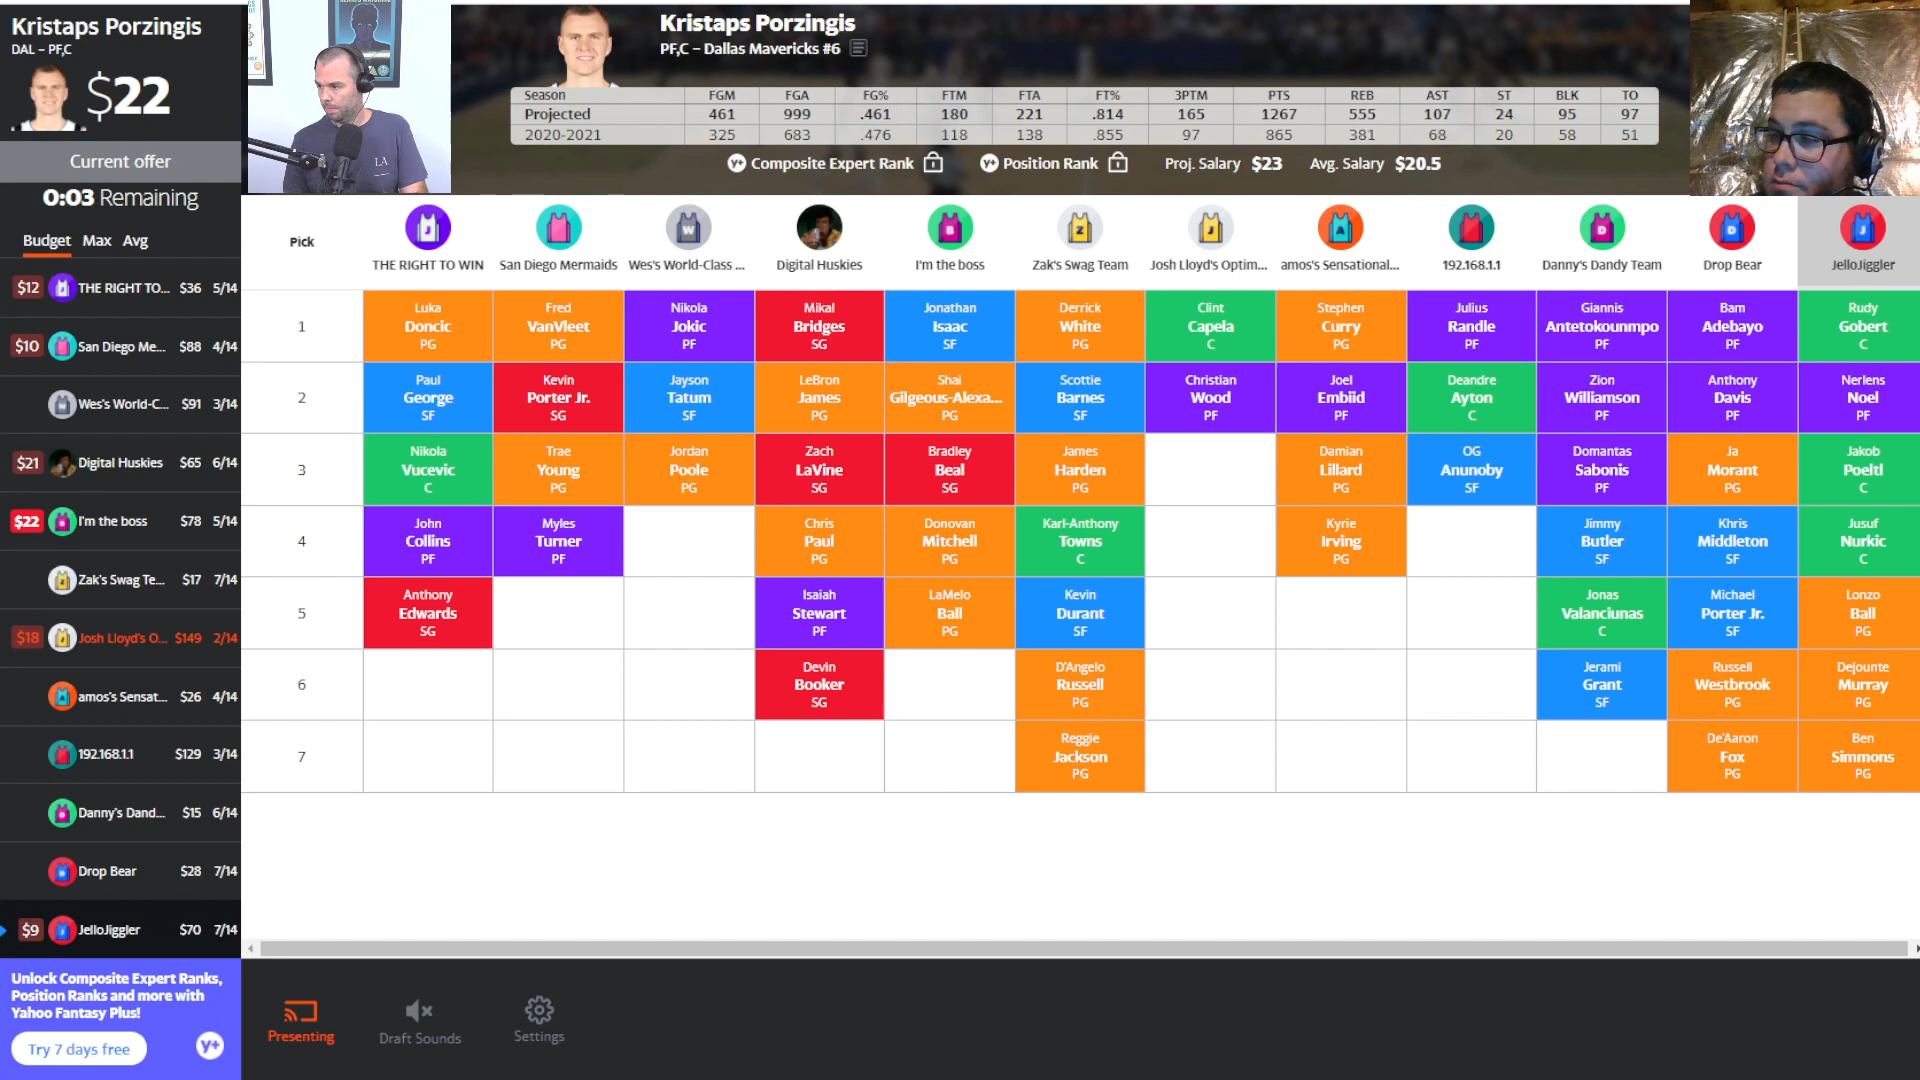 Kristaps Porzingis
DAL – PF,C
$22
Current offer
0:03 Remaining
Budget Max Avg
$12 J THE RIGHT TO... $36 5/14
$10 San Diego Me... $88 4/14
W Wes's World-C... $91 3/14
$21 Digital Huskies $65 6/14
$22 B I'm the boss $78 5/14
Z Zak's Swag Te... $17 7/14
$18 J Josh Lloyd's O... $149 2/14
A amos's Sensat... $26 4/14
192.168.1.1 $129 3/14
D Danny's Dand... $15 6/14
D Drop Bear $28 7/14
$9 J JelloJiggler $70 7/14
Unlock Composite Expert Ranks,
Position Ranks and more with
Yahoo Fantasy Plus!
Try 7 days free
y+
LA
Kristaps Porzingis
PF,C – Dallas Mavericks #6
Season FGM FGA FG% FTM FTA FT% 3PTM PTS REB AST ST BLK TO
Projected 461 999 .461 180 221 .814 165 1267 555 107 24 95 97
2020-2021 325 683 .476 118 138 .855 97 865 381 68 20 58 51
y+ Composite Expert Rank y+ Position Rank Proj. Salary $23 Avg. Salary $20.5
J W B Z J A D D J
Pick THE RIGHT TO WIN San Diego Mermaids Wes's World-Class ... Digital Huskies I'm the boss Zak's Swag Team Josh Lloyd's Optim... amos's Sensational... 192.168.1.1 Danny's Dandy Team Drop Bear JelloJiggler
Luka Fred Nikola Mikal Jonathan Derrick Clint Stephen Julius Giannis Bam Rudy
1 Doncic VanVleet Jokic Bridges Isaac White Capela Curry Randle Antetokounmpo Adebayo Gobert
PG PG PF SG SF PG C PG PF PF PF C
Paul Kevin Jayson LeBron Shai Scottie Christian Joel Deandre Zion Anthony Nerlens
2 George Porter Jr. Tatum James Gilgeous-Alexa... Barnes Wood Embiid Ayton Williamson Davis Noel
SF SG SF PG PG SF PF PF C PF PF PF
Nikola Trae Jordan Zach Bradley James Damian OG Domantas Ja Jakob
3 Vucevic Young Poole LaVine Beal Harden Lillard Anunoby Sabonis Morant Poeltl
C PG PG SG SG PG PG SF PF PG C
John Myles Chris Donovan Karl-Anthony Kyrie Jimmy Khris Jusuf
4 Collins Turner Paul Mitchell Towns Irving Butler Middleton Nurkic
PF PF PG PG C PG SF SF C
Anthony Isaiah LaMelo Kevin Jonas Michael Lonzo
5 Edwards Stewart Ball Durant Valanciunas Porter Jr. Ball
SG PF PG SF C SF PG
Devin D'Angelo Jerami Russell Dejounte
6 Booker Russell Grant Westbrook Murray
SG PG SF PG PG
Reggie De'Aaron Ben
7 Jackson Fox Simmons
PG PG PG
Presenting Draft Sounds Settings